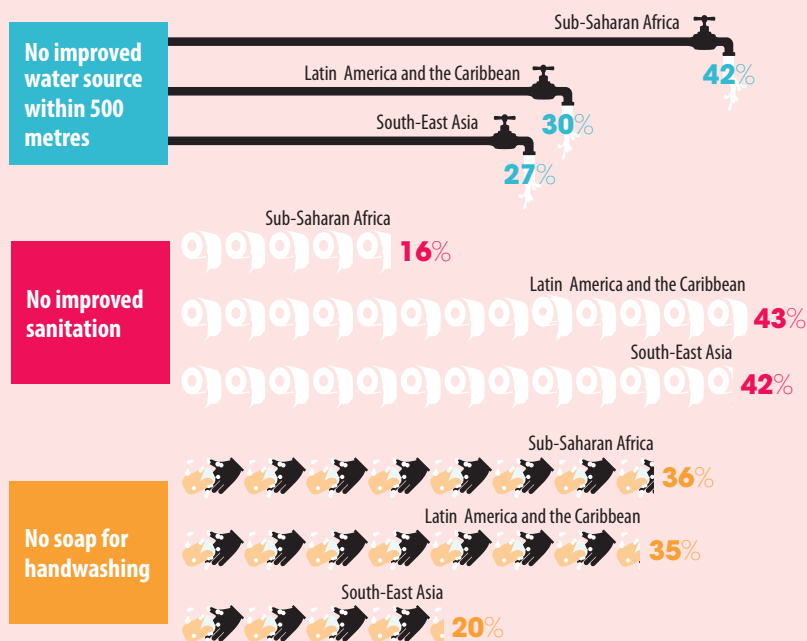 No improved
water source
within 500
metres
Sub-Saharan Africa
42%
Latin America and the Caribbean
30%
South-East Asia
27%
No improved
sanitation
Sub-Saharan Africa
16%
Latin America and the Caribbean
43%
South-East Asia
42%
No soap for
handwashing
Sub-Saharan Africa
36%
Latin America and the Caribbean
35%
South-East Asia
20%